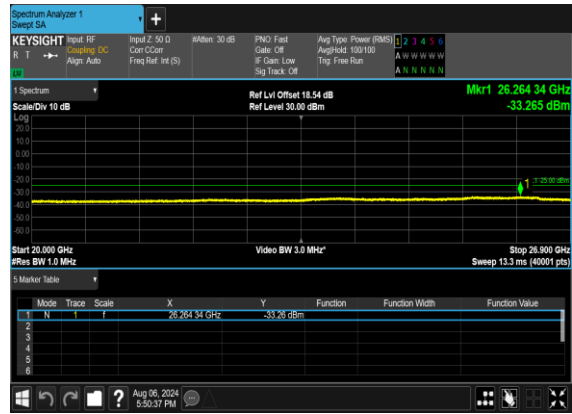 Spectrum Analyzer 1
Swept SA
+
KEYSIGHT Input: RF Input Z: 50 Ω #Atten: 30 dB PNO: Fast Avg Type: Power (RMS) 1 2 3 4 5 6
R T Coupling: DC Corr CCorr Gate: Off Avg|Hold: 100/100 A W W W W W
Align: Auto Freq Ref: Int (S) IF Gain: Low Trig: Free Run A N N N N N
Sig Track: Off
1 Spectrum Ref Lvl Offset 18.54 dB Mkr1 26.264 34 GHz
Scale/Div 10 dB Ref Level 30.00 dBm -33.265 dBm
Log
20.0
10.0
0.00
-10.0
-20.0
-30.0
-40.0
-50.0
-60.0
1
-25.00 dBm
Start 20.000 GHz Video BW 3.0 MHz* Stop 26.900 GHz
#Res BW 1.0 MHz Sweep 13.3 ms (40001 pts)
5 Marker Table
Mode Trace Scale X Y Function Function Width Function Value
1 N 1 f 26.264 34 GHz -33.26 dBm
2
3
4
5
6
? Aug 06, 2024
5:50:37 PM